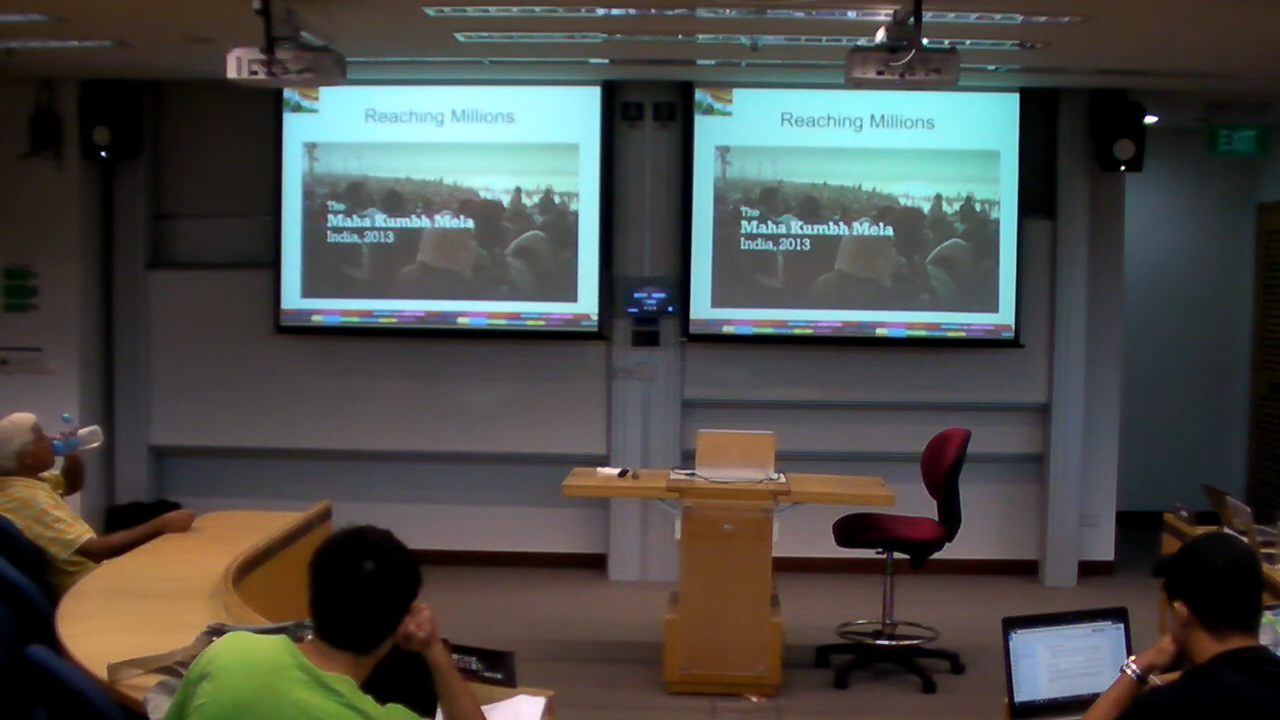 Reaching Millions
The
Maha Kumbh Mela
India, 2013
Reaching Millions
The
Maha Kumbh Mela
India, 2013
EXIT